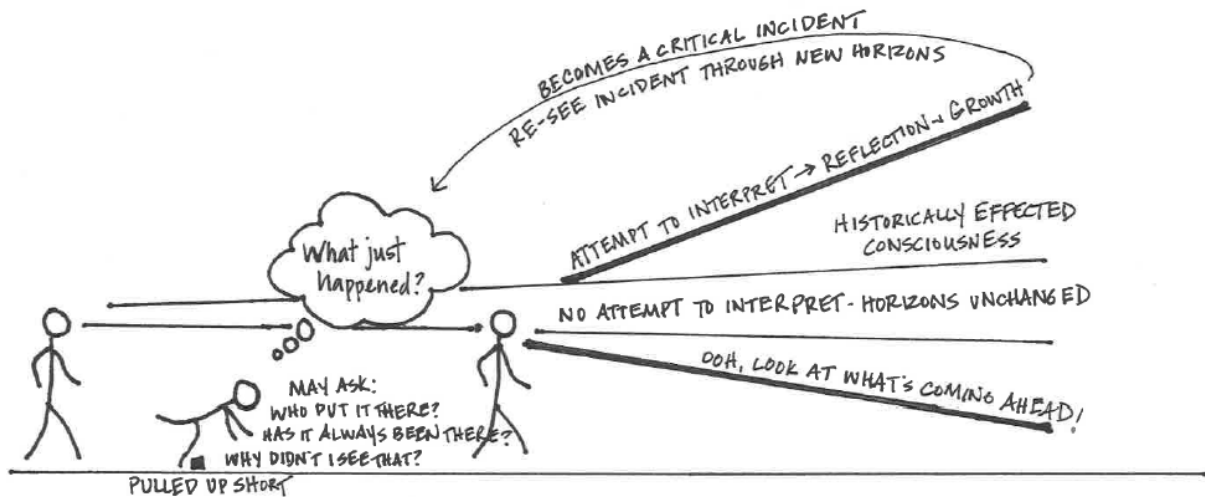 BECOMES A CRITICAL INCIDENT
RE-SEE INCIDENT THROUGH NEW HORIZONS
ATTEMPT TO INTERPRET → REFLECTION → GROWTH
HISTORICALLY EFFECTED
CONSCIOUSNESS
What just
happened?
NO ATTEMPT TO INTERPRET - HORIZONS UNCHANGED
OOH, LOOK AT WHAT'S COMING AHEAD!
MAY ASK:
WHO PUT IT THERE?
HAS IT ALWAYS BEEN THERE?
WHY DIDN'T I SEE THAT?
PULLED UP SHORT